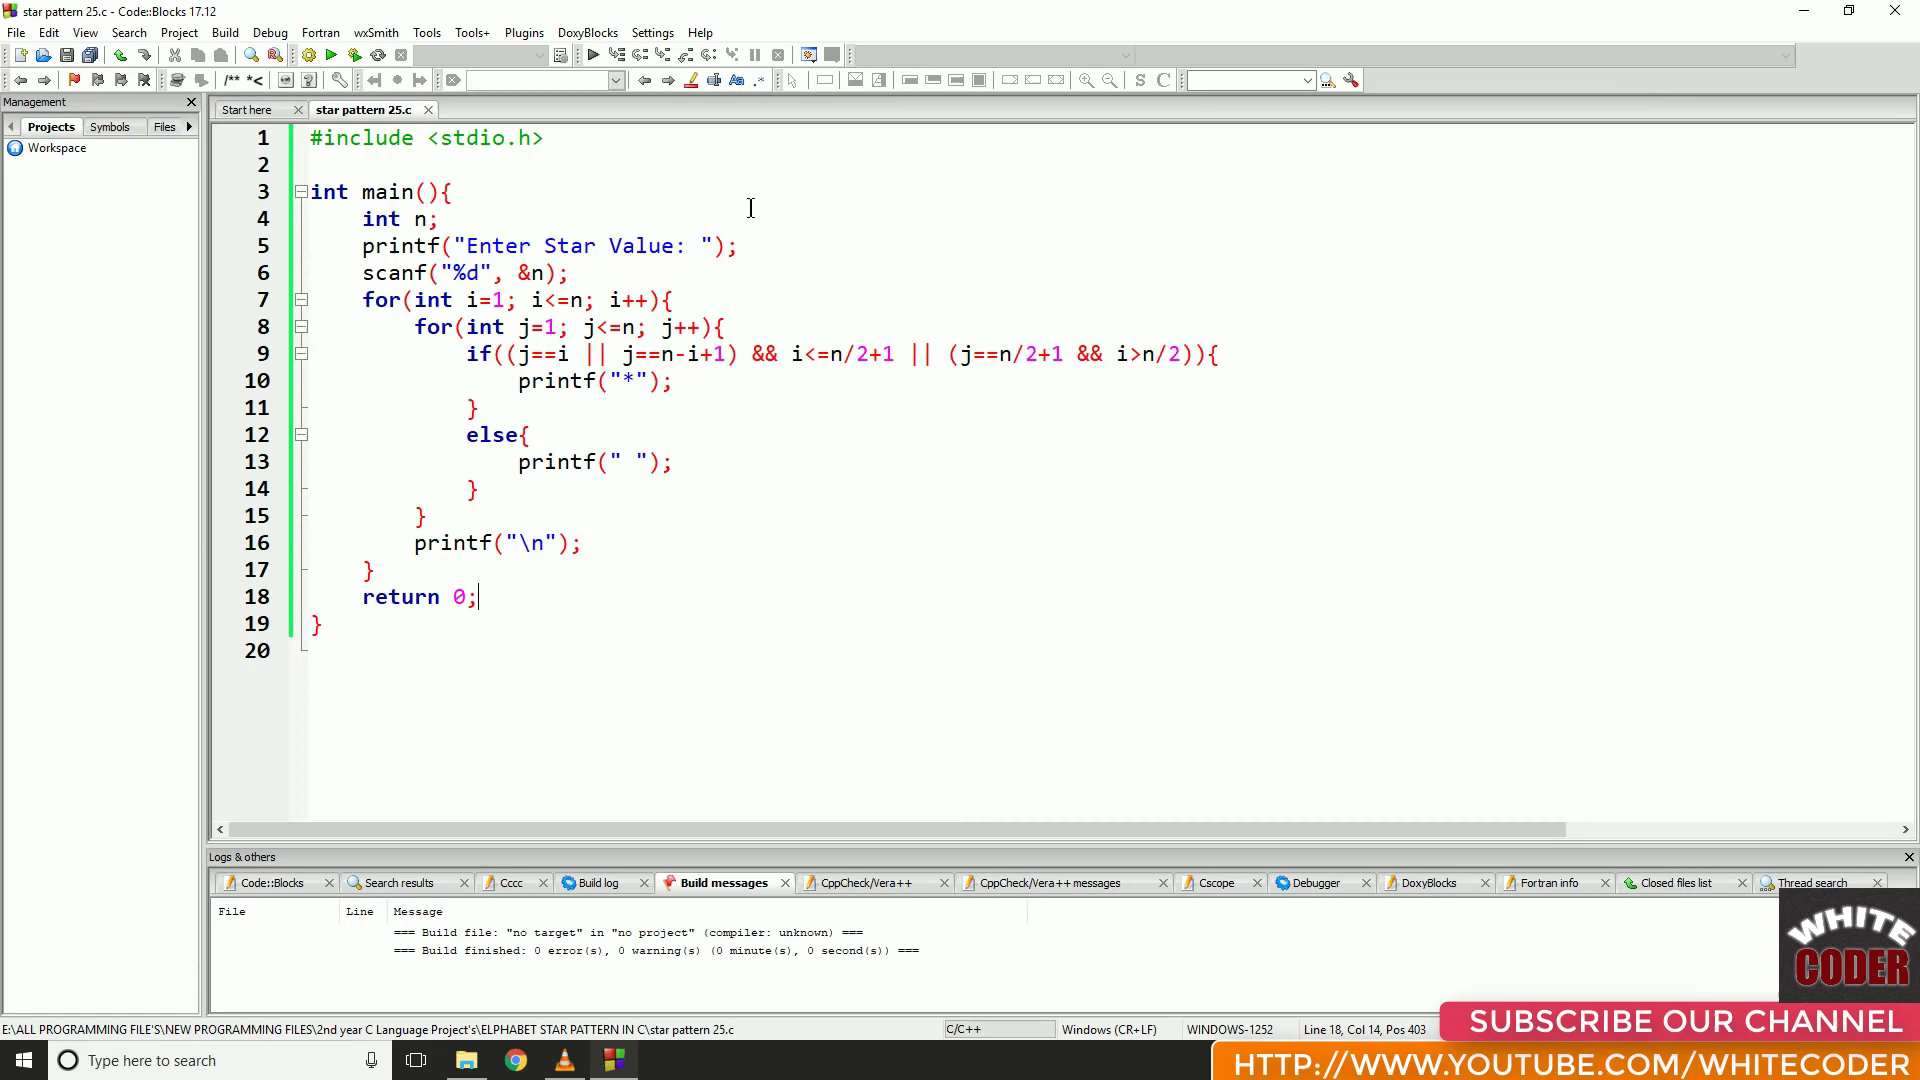 star pattern 25.c - Code::Blocks 17.12
File Edit View Search Project Build Debug Fortran wxSmith Tools Tools+ Plugins DoxyBlocks Settings Help
/** *<
Aa .*
S C
Management
Start here star pattern 25.c
Projects Symbols Files
Workspace
1 #include <stdio.h>
2
3 int main(){
4 int n;
5 printf("Enter Star Value: ");
6 scanf("%d", &n);
7 for(int i=1; i<=n; i++){
8 for(int j=1; j<=n; j++){
9 if((j==i || j==n-i+1) && i<=n/2+1 || (j==n/2+1 && i>n/2)){
10 printf("*");
11 }
12 else{
13 printf(" ");
14 }
15 }
16 printf("\n");
17 }
18 return 0;
19 }
20
Logs & others
Code::Blocks Search results Cccc Build log Build messages CppCheck/Vera++ CppCheck/Vera++ messages Cscope Debugger DoxyBlocks Fortran info Closed files list Thread search
File Line Message
=== Build file: "no target" in "no project" (compiler: unknown) ===
=== Build finished: 0 error(s), 0 warning(s) (0 minute(s), 0 second(s)) ===
WHITE
CODER
E:\ALL PROGRAMMING FILE'S\NEW PROGRAMMING FILES\2nd year C Language Project's\ELPHABET STAR PATTERN IN C\star pattern 25.c C/C++ Windows (CR+LF) WINDOWS-1252 Line 18, Col 14, Pos 403
SUBSCRIBE OUR CHANNEL
Type here to search
HTTP://WWW.YOUTUBE.COM/WHITECODER